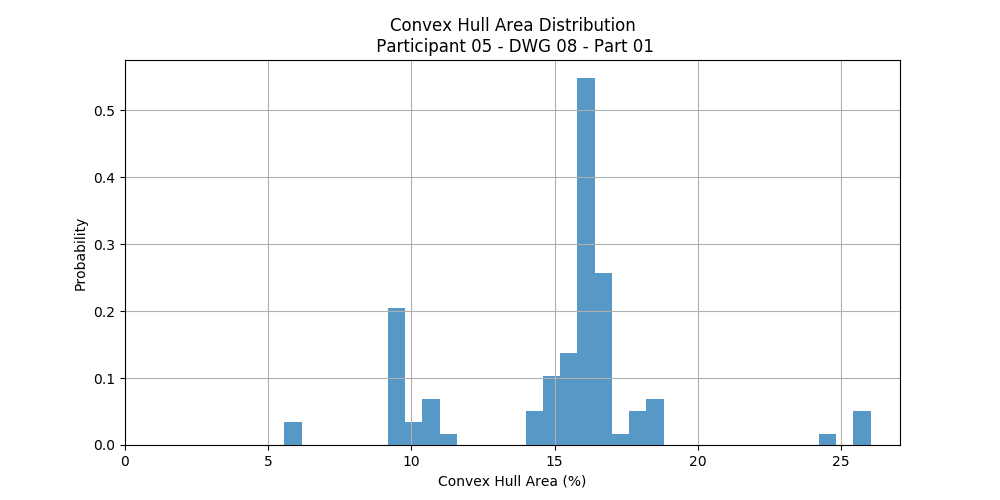 Convex Hull Area Distribution
Participant 05 - DWG 08 - Part 01
Probability
0.5
0.4
0.3
0.2
0.1
0.0
0 5 10 15 20 25
Convex Hull Area (%)